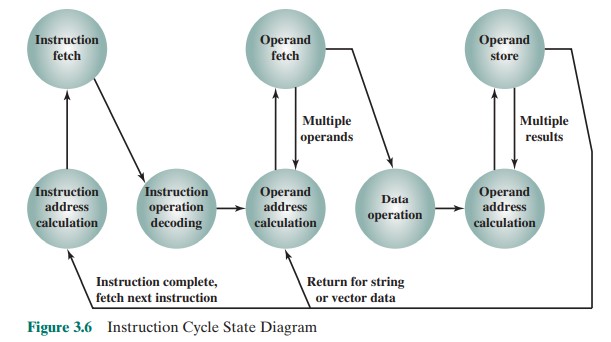 Instruction
fetch
Operand
fetch
Operand
store
Multiple
operands
Multiple
results
Instruction
address
calculation
Instruction
operation
decoding
Operand
address
calculation
Data
operation
Operand
address
calculation
Instruction complete,
fetch next instruction
Return for string
or vector data
Figure 3.6 Instruction Cycle State Diagram